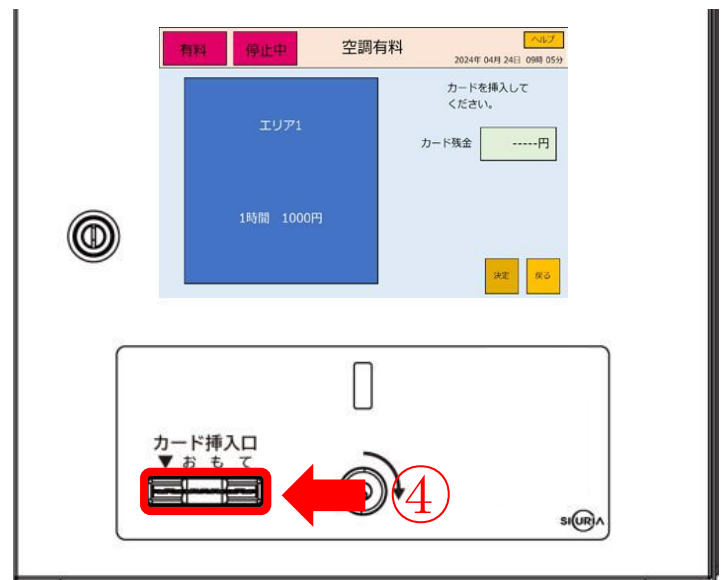 有料
停止中
空調有料
ヘルプ
2024年 04月 24日 09時 05分
カードを挿入して
ください。
エリア1
カード残金
-----円
1時間 1000円
決定
戻る
カード挿入口
▼おもて
④
SIURIA